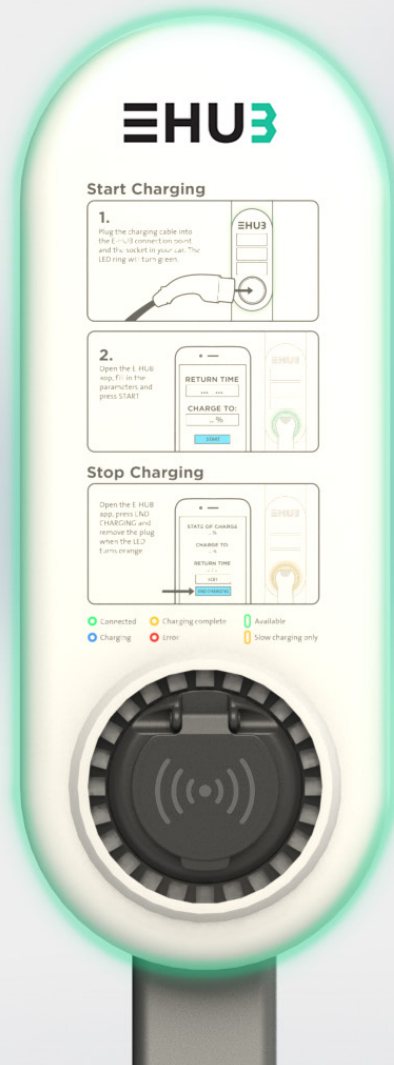 EHUB
Start Charging
1.
Plug the charging cable into
the E-HUB connection point
and the socket in your car. The
LED ring will turn green
EHUB
2.
Open the E HUB
app, fill in the
parameters and
press START
RETURN TIME
... ...
CHARGE TO:
.. %
START
EHUB
Stop Charging
Open the E HUB
app, press END
CHARGING and
remove the plug
when the LED
turns orange
STATE OF CHARGE
.. %
CHARGE TO:
.. %
RETURN TIME
END CHARGING
EHUB
Connected
Charging complete
Available
Charging
Error
Slow charging only